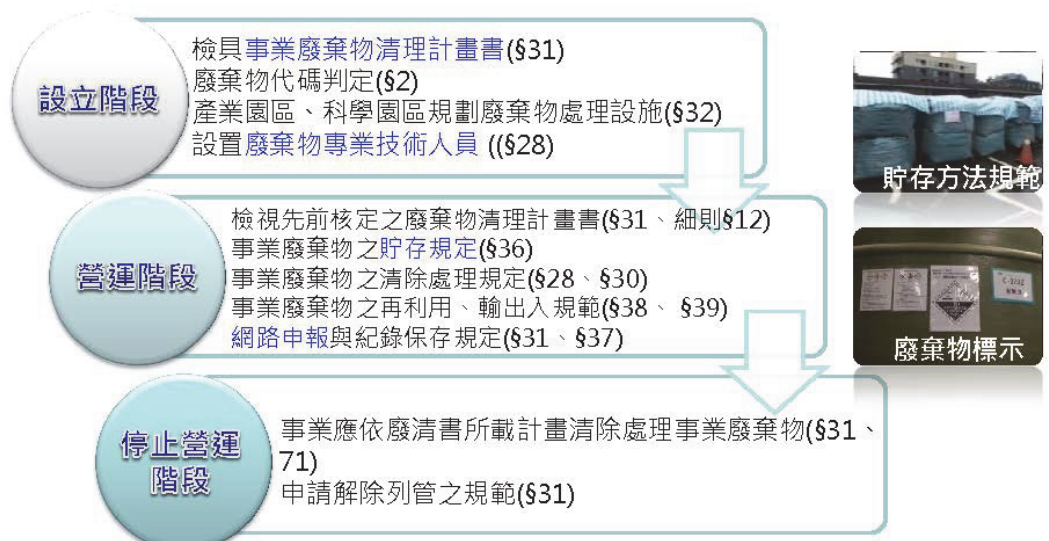 設立階段
檢具事業廢棄物清理計畫書(§31)
廢棄物代碼判定(§2)
產業園區、科學園區規劃廢棄物處理設施(§32)
設置廢棄物專業技術人員 ((§28)
營運階段
檢視先前核定之廢棄物清理計畫書(§31、細則§12)
事業廢棄物之貯存規定(§36)
事業廢棄物之清除處理規定(§28、§30)
事業廢棄物之再利用、輸出入規範(§38、 §39)
網路申報與紀錄保存規定(§31、§37)
停止營運
階段
事業應依廢清書所載計畫清除處理事業廢棄物(§31、
71)
申請解除列管之規範(§31)
貯存方法規範
廢棄物標示